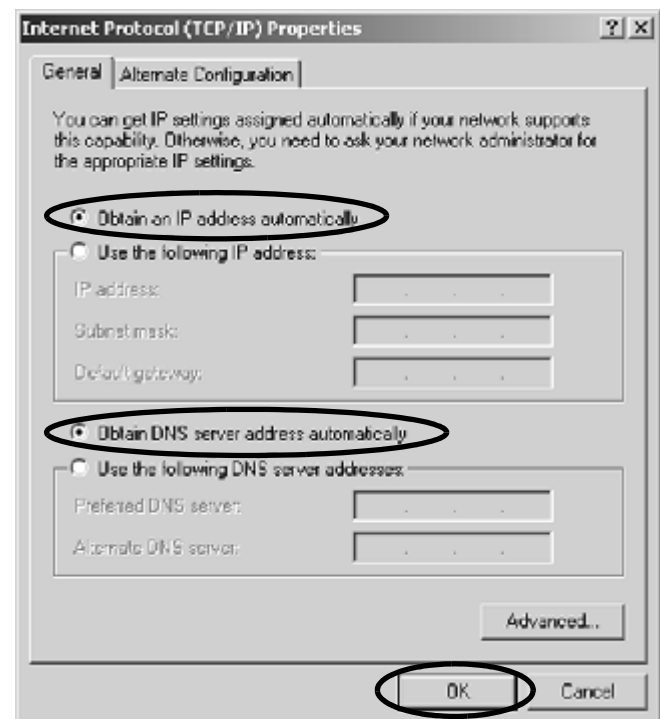 Internet Protocol (TCP/IP) Properties
General
Alternate Configuration
You can get IP settings assigned automatically if your network supports
this capability. Otherwise, you need to ask your network administrator for
the appropriate IP settings.
Obtain an IP address automatically
Use the following IP address:
IP address:
Subnet mask:
Default gateway:
Obtain DNS server address automatically
Use the following DNS server addresses:
Preferred DNS server:
Alternate DNS server:
Advanced...
OK
Cancel